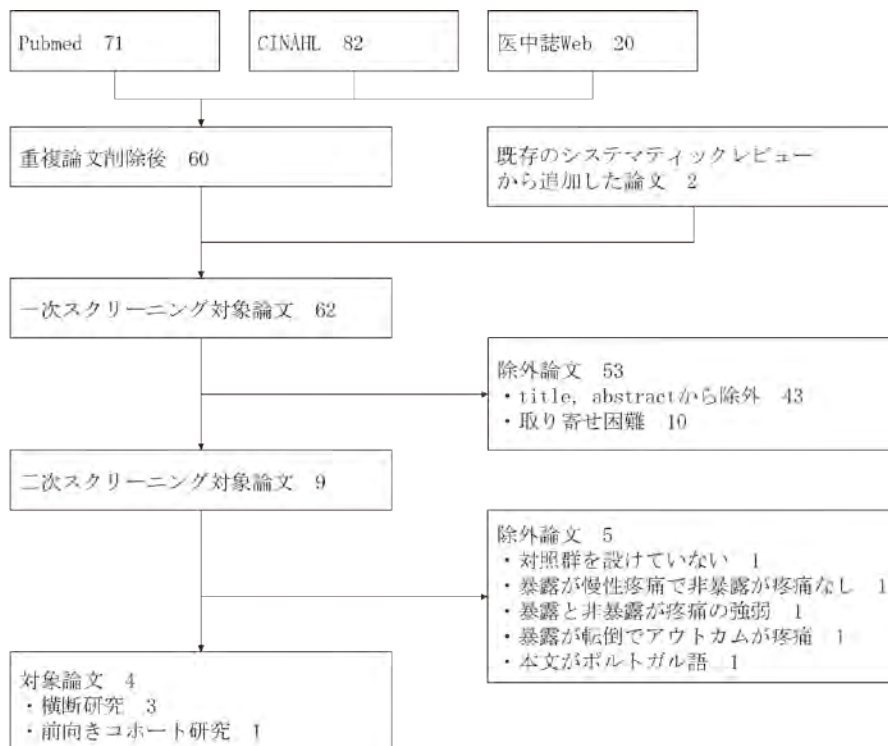 Pubmed 71
CINAHL 82
医中誌Web 20
重複論文削除後 60
既存のシステマティックレビュー
から追加した論文 2
一次スクリーニング対象論文 62
除外論文 53
・title, abstractから除外 43
・取り寄せ困難 10
二次スクリーニング対象論文 9
除外論文 5
・対照群を設けていない 1
・暴露が慢性疼痛で非暴露が疼痛なし 1
・暴露と非暴露が疼痛の強弱 1
・暴露が転倒でアウトカムが疼痛 1
・本文がポルトガル語 1
対象論文 4
・横断研究 3
・前向きコホート研究 1